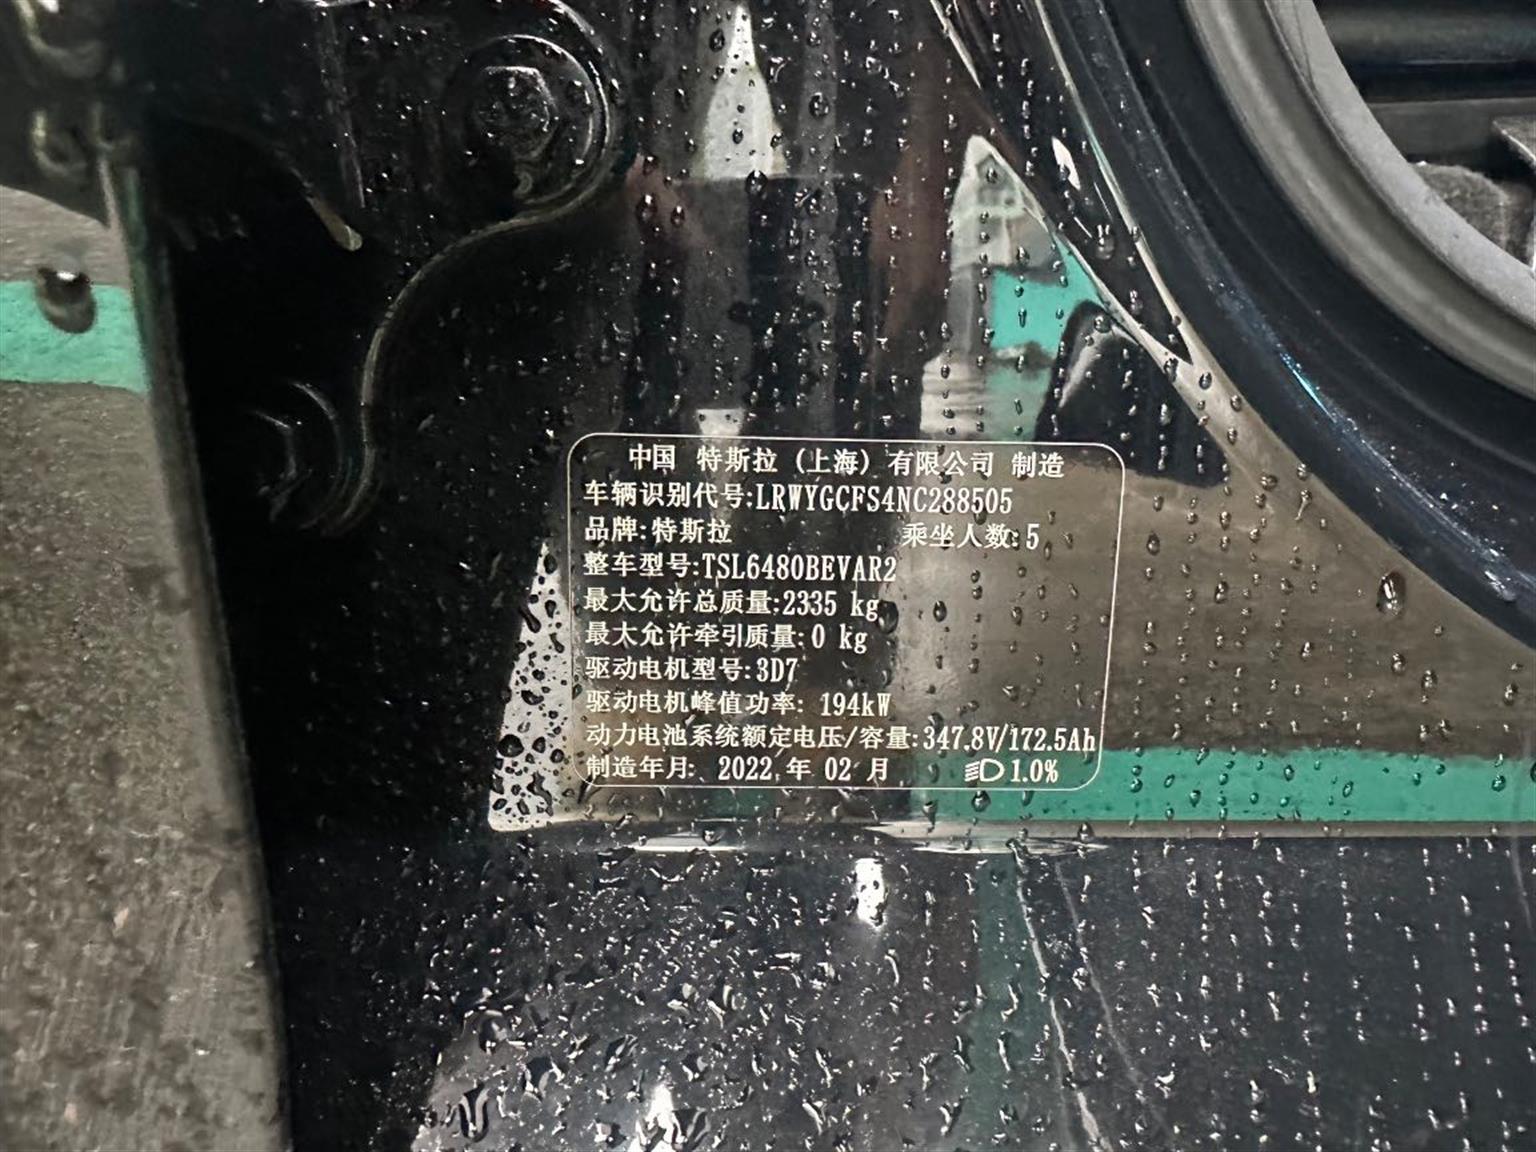 中国 特斯拉 (上海) 有限公司 制造
车辆识别代号:LRWYGCFS4NC288505
品牌:特斯拉 乘坐人数:5
整车型号:TSL6480BEVAR2
最大允许总质量:2335 kg
最大允许牵引质量:0 kg
驱动电机型号:3D7
驱动电机峰值功率: 194kW
动力电池系统额定电压/容量:347.8V/172.5Ah
制造年月: 2022 年 02 月 1.0%